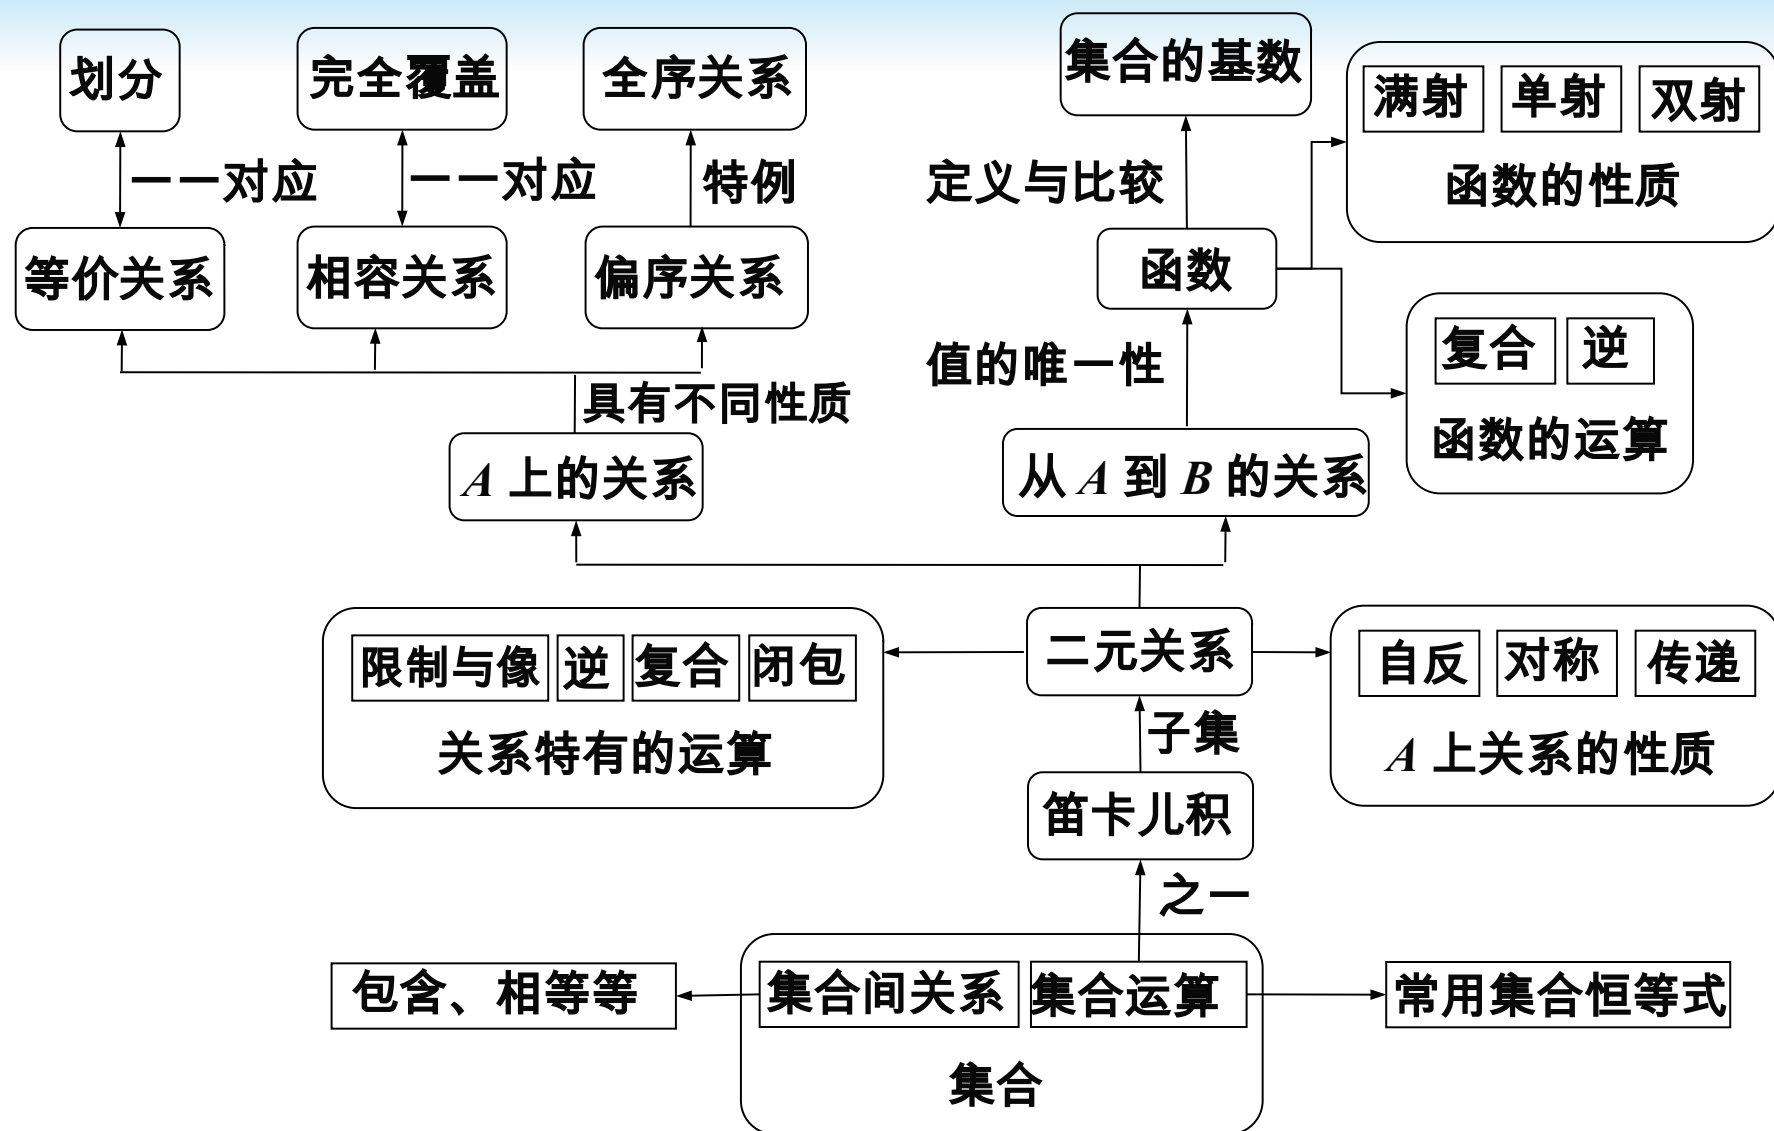 划分
完全覆盖
全序关系
集合的基数
满射 单射 双射
函数的性质
一一对应
一一对应
特例
定义与比较
等价关系
相容关系
偏序关系
函数
复合 逆
函数的运算
值的唯一性
具有不同性质
A 上的关系
从 A 到 B 的关系
限制与像 逆 复合 闭包
关系特有的运算
二元关系
自反 对称 传递
A 上关系的性质
子集
笛卡儿积
之一
包含、相等等
集合间关系 集合运算
集合
常用集合恒等式